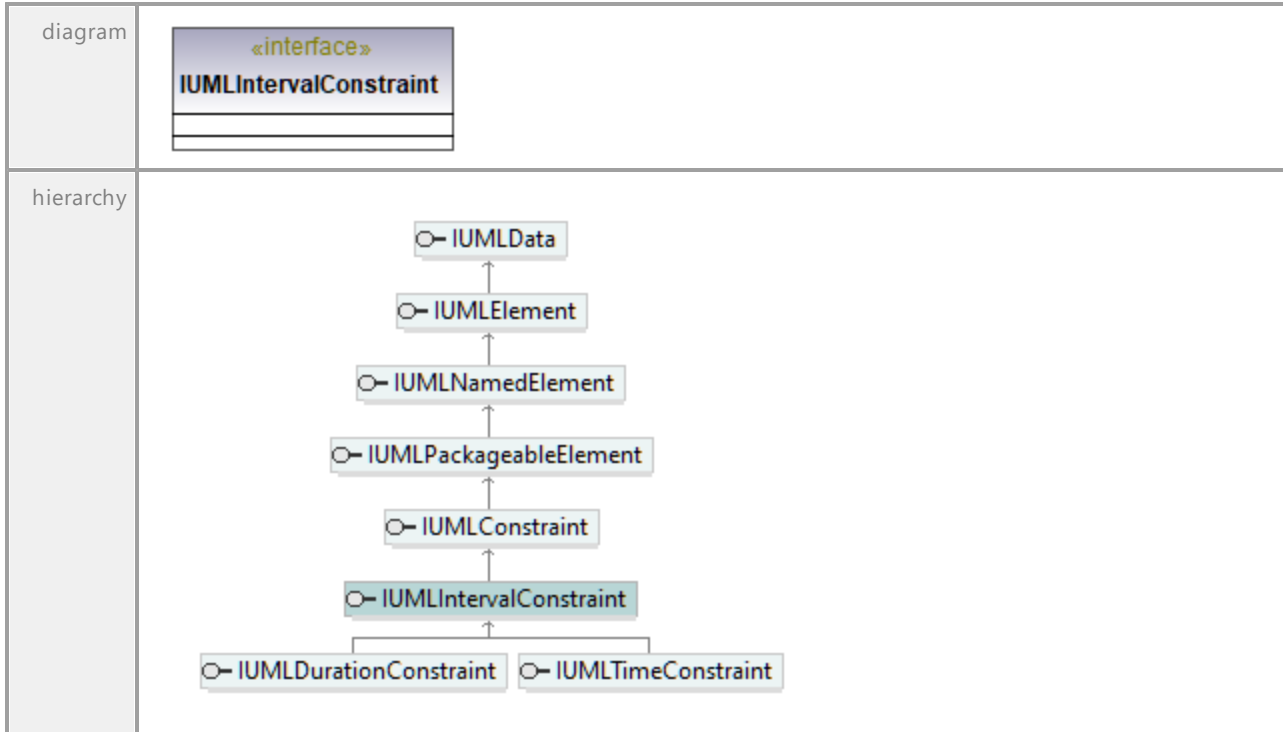 diagram
«interface»
IUMLIntervalConstraint
hierarchy
IUMLData
IUMLElement
IUMLNamedElement
IUMLPackageableElement
IUMLConstraint
IUMLIntervalConstraint
IUMLDurationConstraint IUMLTimeConstraint